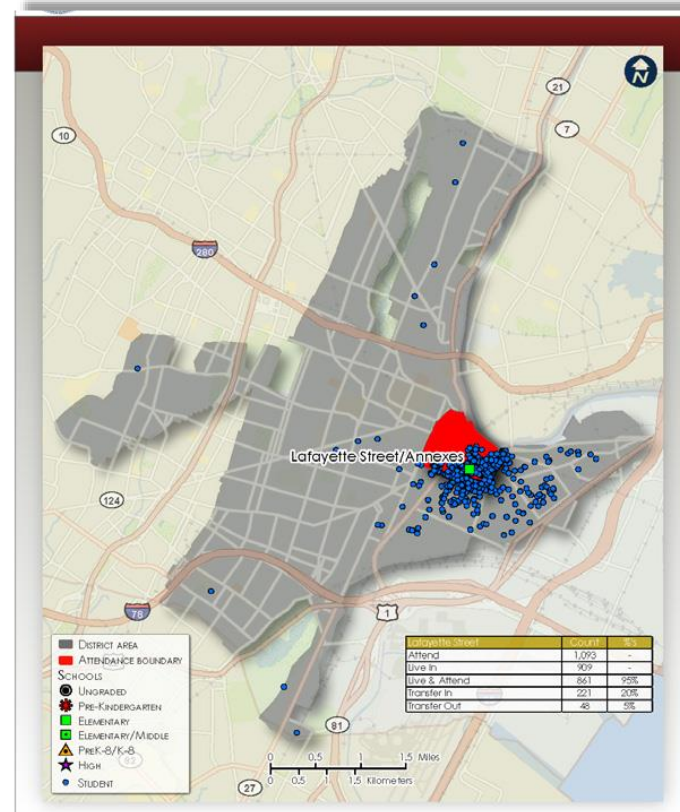 N
21
7
10
280
Lafayette Street/Annexes
124
78
1
DISTRICT AREA
ATTENDANCE BOUNDARY
SCHOOLS
UNGRADED
PRE-KINDERGARTEN
ELEMENTARY
ELEMENTARY/MIDDLE
PREK-8/K-8
HIGH
STUDENT
Lafayette Street Count %'s
Attend 1,093 -
Live In 909 -
Live & Attend 861 95%
Transfer In 221 20%
Transfer Out 48 5%
81
0 0.5 1 1.5 Miles
0 0.5 1 1.5 Kilometers
27